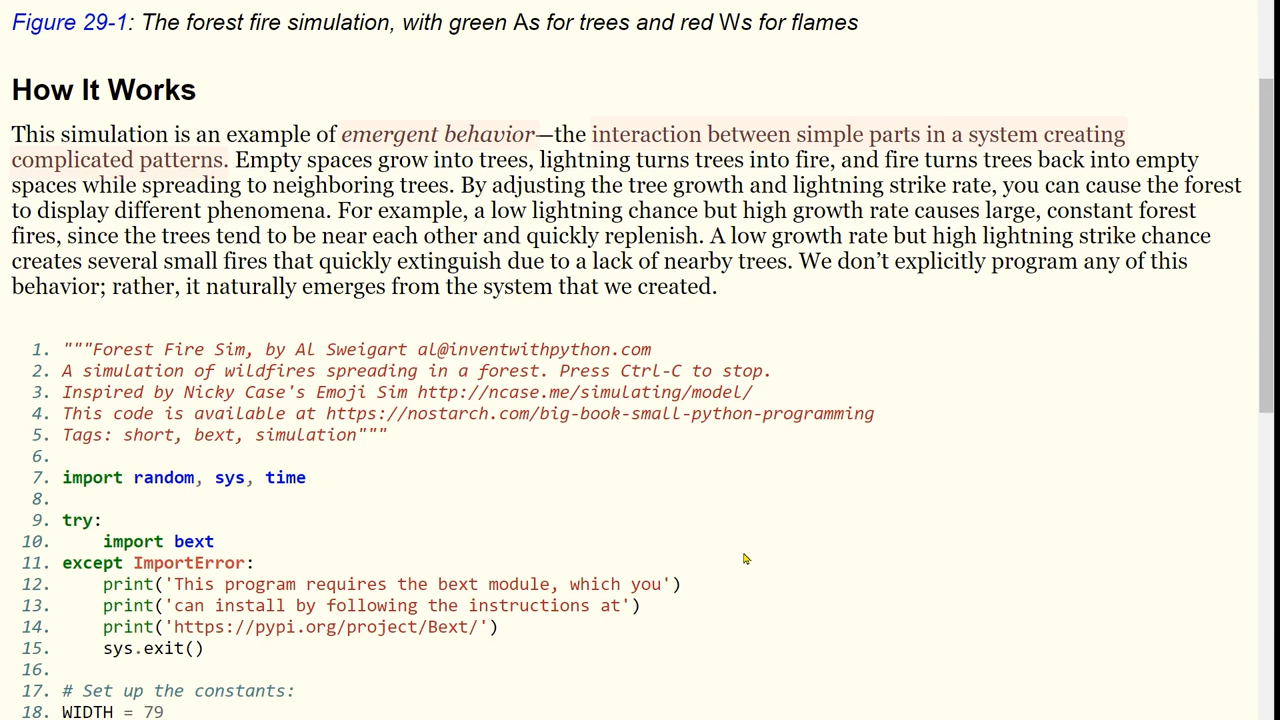 Figure 29-1: The forest fire simulation, with green As for trees and red Ws for flames
How It Works
This simulation is an example of emergent behavior—the interaction between simple parts in a system creating
complicated patterns. Empty spaces grow into trees, lightning turns trees into fire, and fire turns trees back into empty
spaces while spreading to neighboring trees. By adjusting the tree growth and lightning strike rate, you can cause the forest
to display different phenomena. For example, a low lightning chance but high growth rate causes large, constant forest
fires, since the trees tend to be near each other and quickly replenish. A low growth rate but high lightning strike chance
creates several small fires that quickly extinguish due to a lack of nearby trees. We don’t explicitly program any of this
behavior; rather, it naturally emerges from the system that we created.
1. """Forest Fire Sim, by Al Sweigart al@inventwithpython.com
2. A simulation of wildfires spreading in a forest. Press Ctrl-C to stop.
3. Inspired by Nicky Case's Emoji Sim http://ncase.me/simulating/model/
4. This code is available at https://nostarch.com/big-book-small-python-programming
5. Tags: short, bext, simulation"""
6.
7. import random, sys, time
8.
9. try:
10.     import bext
11. except ImportError:
12.     print('This program requires the bext module, which you')
13.     print('can install by following the instructions at')
14.     print('https://pypi.org/project/Bext/')
15.     sys.exit()
16.
17. # Set up the constants:
18. WIDTH = 79